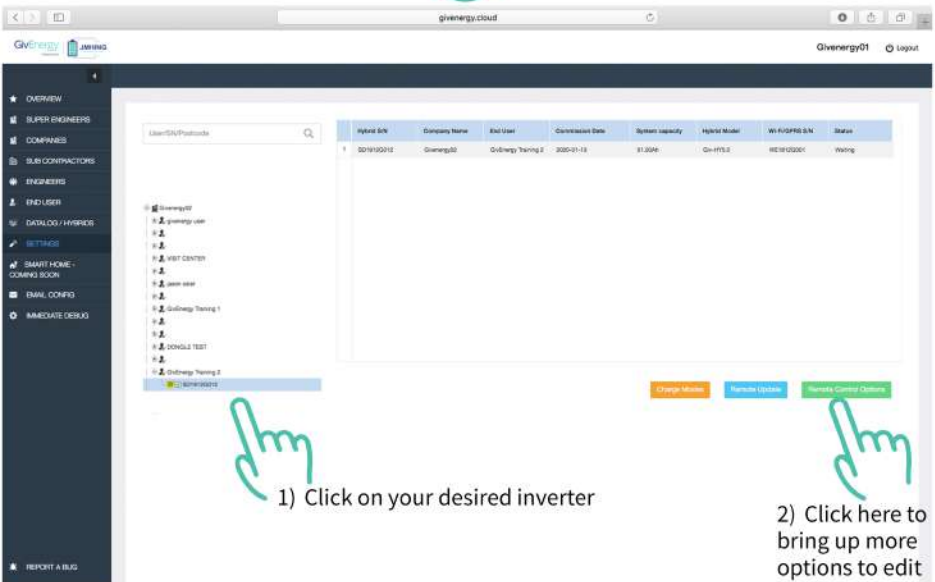 givenergy.cloud
GivEnergy
Givenergy01 Logout
OVERVIEW
SUPER ENGINEERS
COMPANIES
SUB CONTRACTORS
ENGINEERS
END USER
DATALOG / HYBRIDS
SETTINGS
SMART HOME -
COMING SOON
EMAIL CONFIG
IMMEDIATE DEBUG
REPORT A BUG
User/SN/Postcode
Givenergy02
givenergy user
VISIT CENTER
GivEnergy Training 1
DONGLE TEST
GivEnergy Training 2
Hybrid S/N Company Name End User Commission Date System capacity Hybrid Model Wi-Fi/GPRS S/N Status
1 Givenergy02 GivEnergy Training 2 2020-01-13 Giv-HY5.0 Waiting
Charge Modes Remote Update Remote Control Options
1) Click on your desired inverter
2) Click here to
bring up more
options to edit